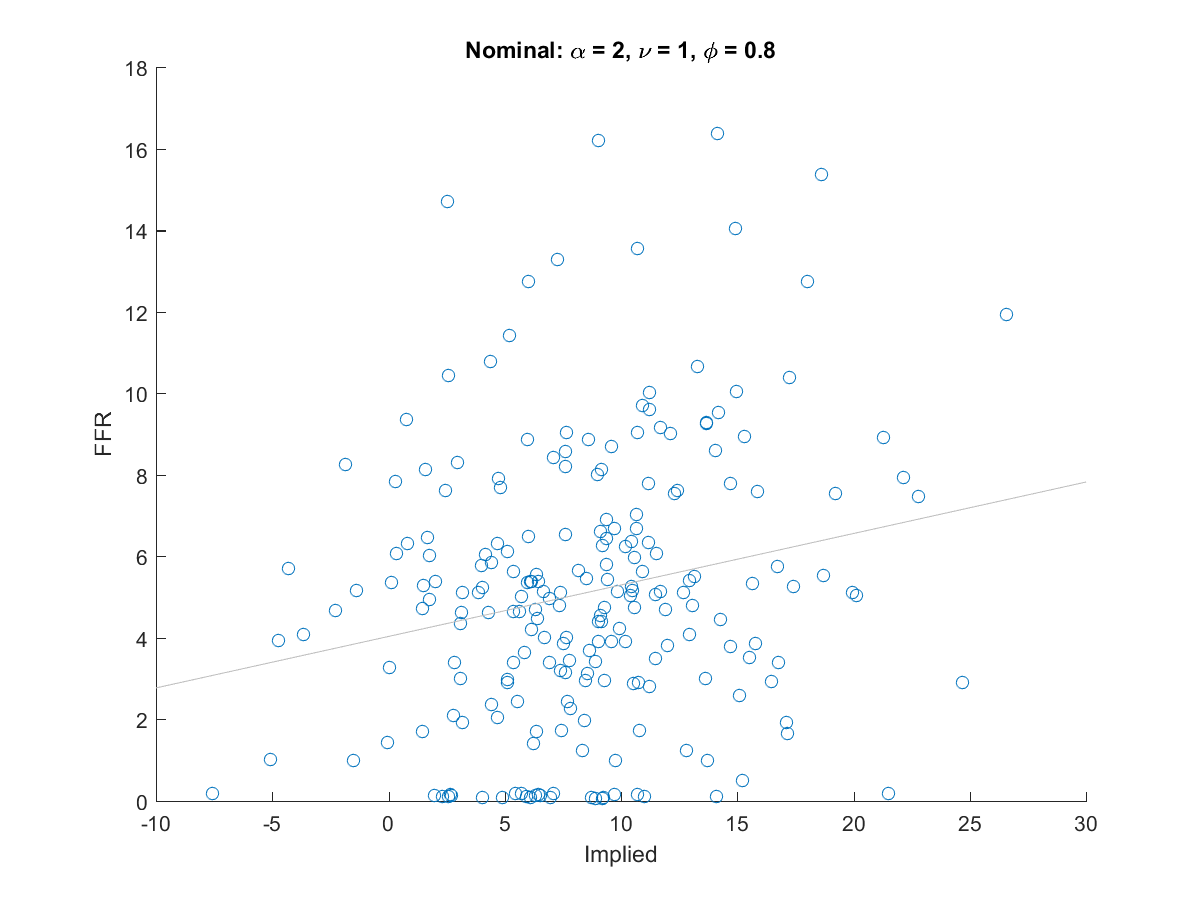 Nominal: α = 2, ν = 1, ϕ = 0.8
18
16
14
12
10
8
6
4
2
0
FFR
-10 -5 0 5 10 15 20 25 30
Implied